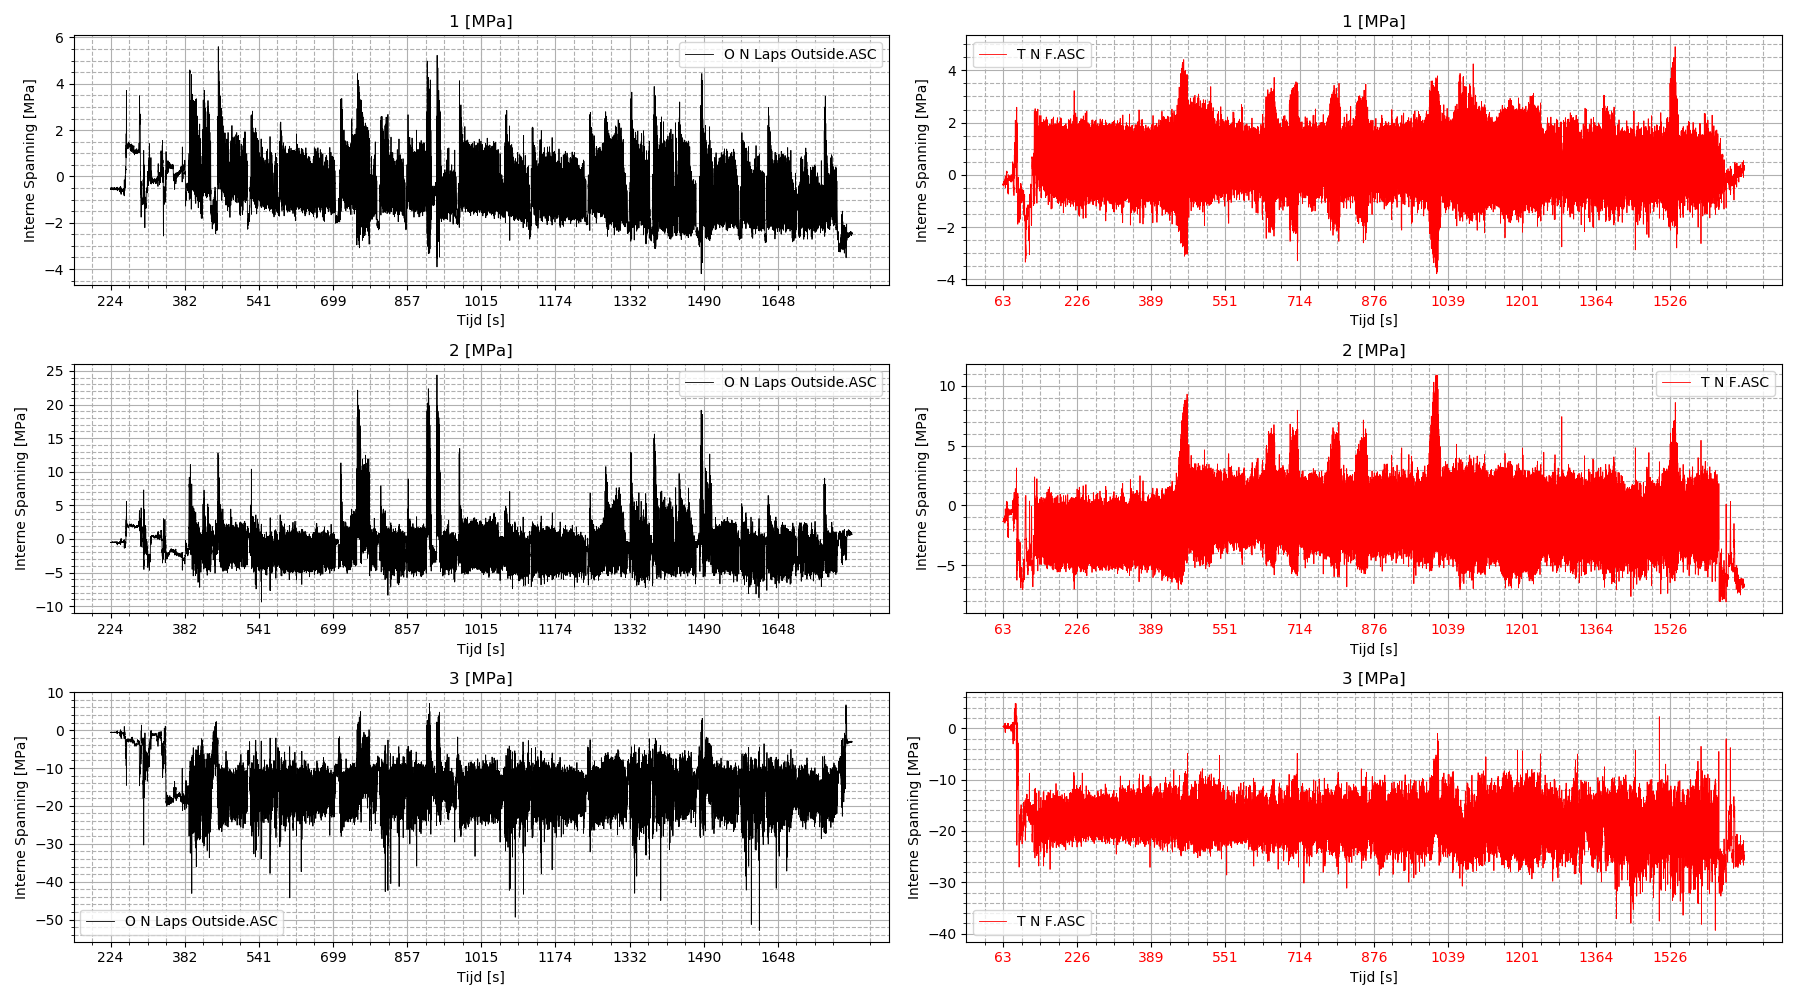 1 [MPa]
Interne Spanning [MPa]
6
4
2
0
−2
−4
O N Laps Outside.ASC
224 382 541 699 857 1015 1174 1332 1490 1648
Tijd [s]
1 [MPa]
Interne Spanning [MPa]
4
2
0
−2
−4
T N F.ASC
63 226 389 551 714 876 1039 1201 1364 1526
Tijd [s]
2 [MPa]
Interne Spanning [MPa]
25
20
15
10
5
0
−5
−10
O N Laps Outside.ASC
224 382 541 699 857 1015 1174 1332 1490 1648
Tijd [s]
2 [MPa]
Interne Spanning [MPa]
10
5
0
−5
T N F.ASC
63 226 389 551 714 876 1039 1201 1364 1526
Tijd [s]
3 [MPa]
Interne Spanning [MPa]
10
0
−10
−20
−30
−40
−50
O N Laps Outside.ASC
224 382 541 699 857 1015 1174 1332 1490 1648
Tijd [s]
3 [MPa]
Interne Spanning [MPa]
0
−10
−20
−30
−40
T N F.ASC
63 226 389 551 714 876 1039 1201 1364 1526
Tijd [s]